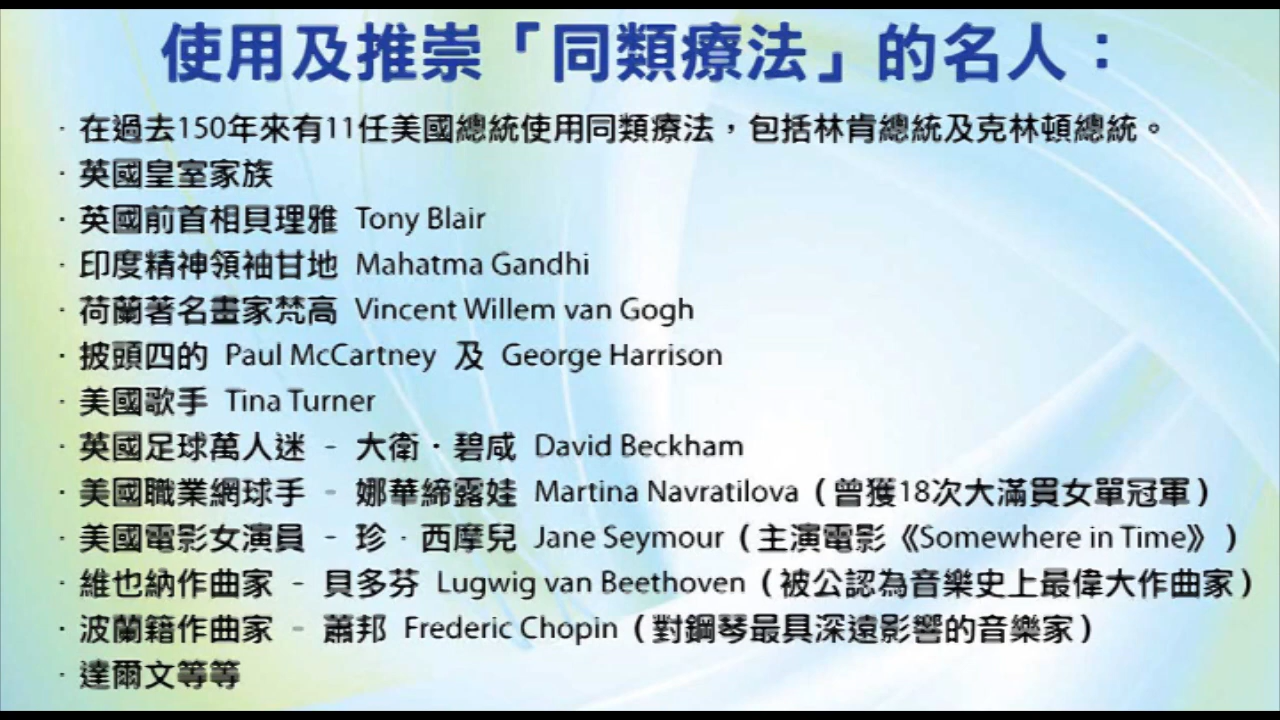 使用及推崇「同類療法」的名人：
· 在過去150年來有11任美國總統使用同類療法，包括林肯總統及克林頓總統。
· 英國皇室家族
· 英國前首相貝理雅 Tony Blair
· 印度精神領袖甘地 Mahatma Gandhi
· 荷蘭著名畫家梵高 Vincent Willem van Gogh
· 披頭四的 Paul McCartney 及 George Harrison
· 美國歌手 Tina Turner
· 英國足球萬人迷 - 大衛・碧咸 David Beckham
· 美國職業網球手 - 娜華締露娃 Martina Navratilova（曾獲18次大滿貫女單冠軍）
· 美國電影女演員 - 珍・西摩兒 Jane Seymour（主演電影《Somewhere in Time》）
· 維也納作曲家 - 貝多芬 Lugwig van Beethoven（被公認為音樂史上最偉大作曲家）
· 波蘭籍作曲家 - 蕭邦 Frederic Chopin（對鋼琴最具深遠影響的音樂家）
· 達爾文等等